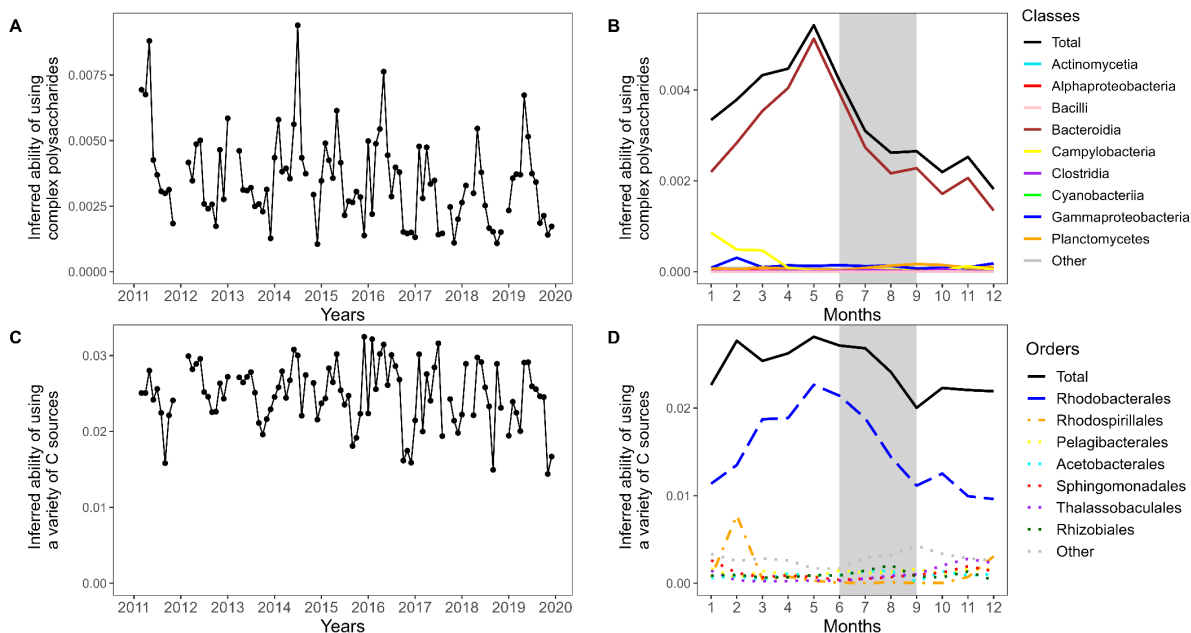 A
Inferred ability of using
complex polysaccharides
0.0075
0.0050
0.0025
0.0000
2011 2012 2013 2014 2015 2016 2017 2018 2019 2020
Years
B
Inferred ability of using
complex polysaccharides
0.004
0.002
0.000
1 2 3 4 5 6 7 8 9 10 11 12
Months
Classes
Total
Actinomycetia
Alphaproteobacteria
Bacilli
Bacteroidia
Campylobacteria
Clostridia
Cyanobacteriia
Gammaproteobacteria
Planctomycetes
Other
C
Inferred ability of using
a variety of C sources
0.03
0.02
0.01
0.00
2011 2012 2013 2014 2015 2016 2017 2018 2019 2020
Years
D
Inferred ability of using
a variety of C sources
0.02
0.01
0.00
1 2 3 4 5 6 7 8 9 10 11 12
Months
Orders
Total
Rhodobacterales
Rhodospirillales
Pelagibacterales
Acetobacterales
Sphingomonadales
Thalassobaculales
Rhizobiales
Other